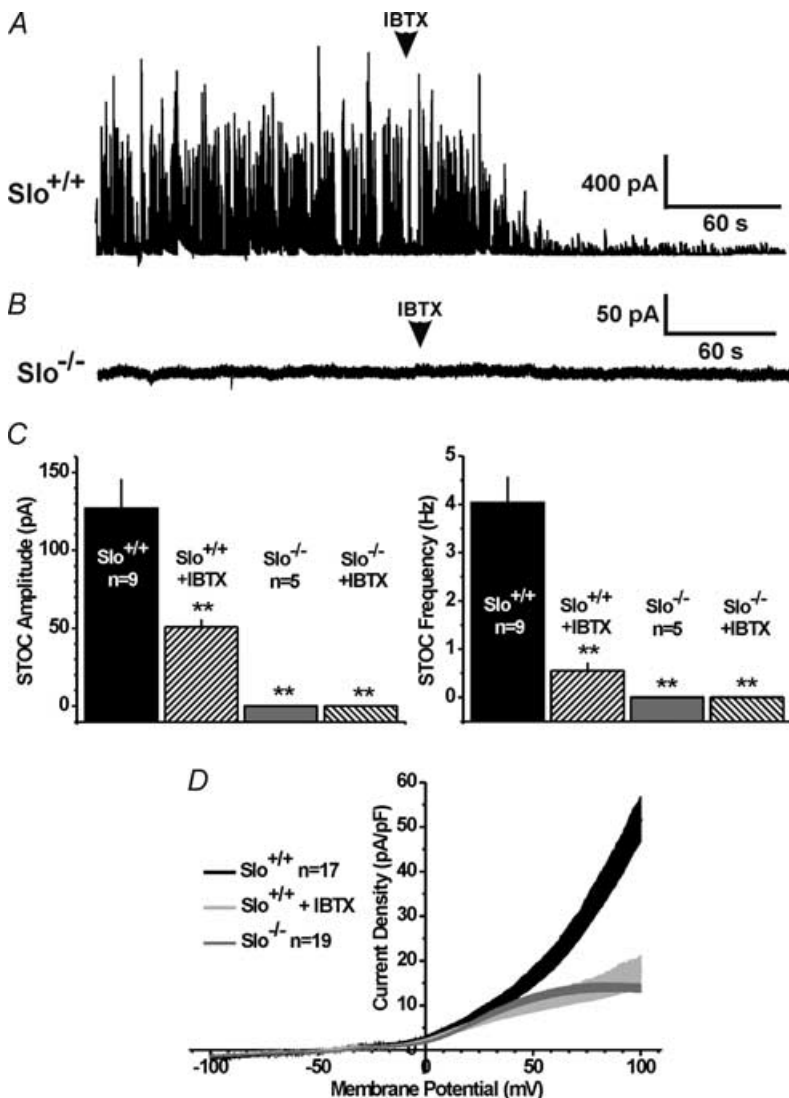 A
IBTX
Slo+/+
400 pA
60 s
B
IBTX
50 pA
Slo-/-
60 s
C
STOC Amplitude (pA)
150
100
50
0
Slo+/+
n=9
Slo+/+
+IBTX
**
Slo-/-
n=5
**
Slo-/-
+IBTX
**
STOC Frequency (Hz)
5
4
3
2
1
0
Slo+/+
n=9
Slo+/+
+IBTX
**
Slo-/-
n=5
**
Slo-/-
+IBTX
**
D
Slo+/+ n=17
Slo+/+ + IBTX
Slo-/- n=19
Current Density (pA/pF)
60
50
40
30
20
10
0
-100 -50 0 50 100
Membrane Potential (mV)